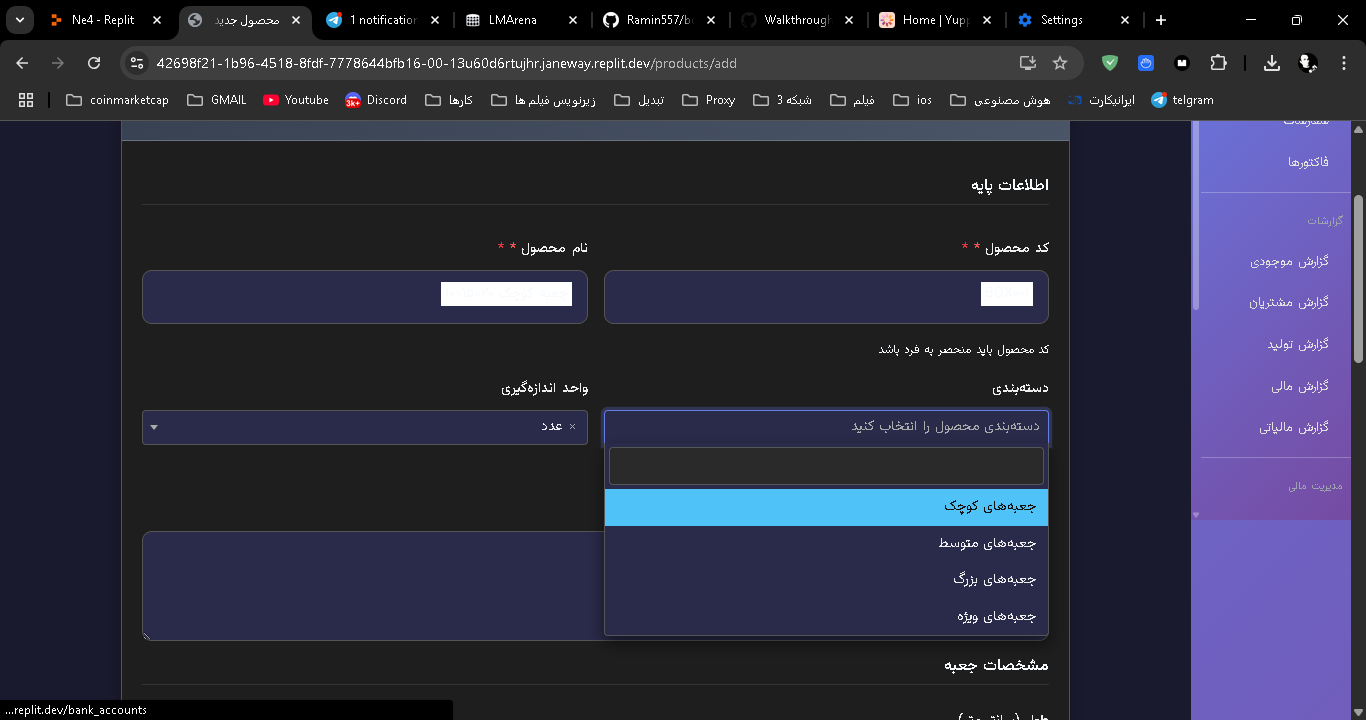 Ne4 - Replit
محصول جدید
1 notification
LMArena
Ramin557/b
Walkthrough
Home | Yupp
Settings
42698f21-1b96-4518-8fdf-7778644bfb16-00-13u60d6rtujhr.janeway.replit.dev/products/add
coinmarketcap
GMAIL
Youtube
3k+
Discord
کارها
زیرنویس فیلم ها
تبدیل
Proxy
شبکه 3
فیلم
ios
هوش مصنوعی
ایرانیکارت
telgram
فاکتورها
گزارشات
گزارش موجودی
گزارش مشتریان
گزارش تولید
گزارش مالی
گزارش مالیاتی
مدیریت مالی
اطلاعات پایه
کد محصول * *
نام محصول * *
کد محصول باید منحصر به فرد باشد
دسته‌بندی
واحد اندازه‌گیری
دسته‌بندی محصول را انتخاب کنید
× عدد
جعبه‌های کوچک
جعبه‌های متوسط
جعبه‌های بزرگ
جعبه‌های ویژه
مشخصات جعبه
...replit.dev/bank_accounts